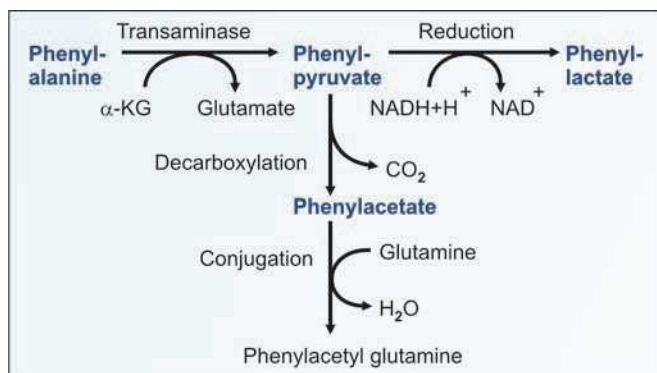 Transaminase
Reduction
Phenyl-
alanine
Phenyl-
pyruvate
Phenyl-
lactate
α-KG
Glutamate
NADH+H+
NAD+
Decarboxylation
CO2
Phenylacetate
Conjugation
Glutamine
H2O
Phenylacetyl glutamine